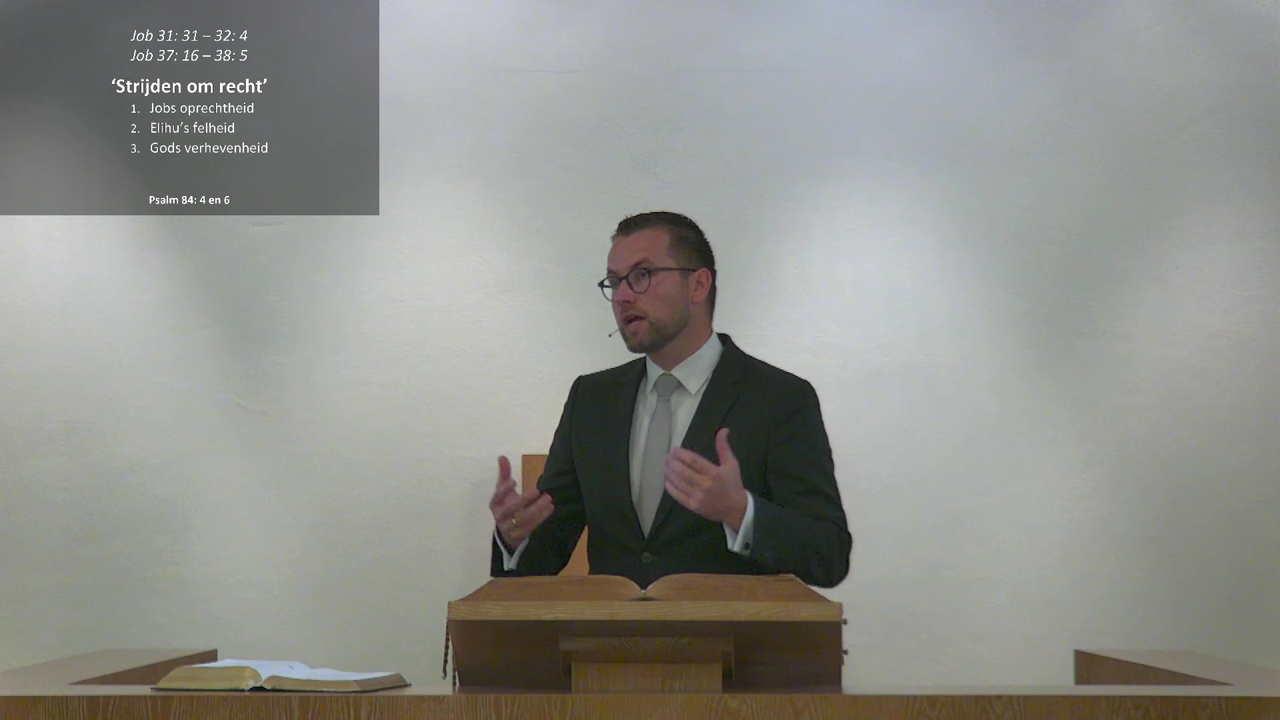 Job 31: 31 – 32: 4
Job 37: 16 – 38: 5
‘Strijden om recht’
1. Jobs oprechtheid
2. Elihu’s felheid
3. Gods verhevenheid
Psalm 84: 4 en 6